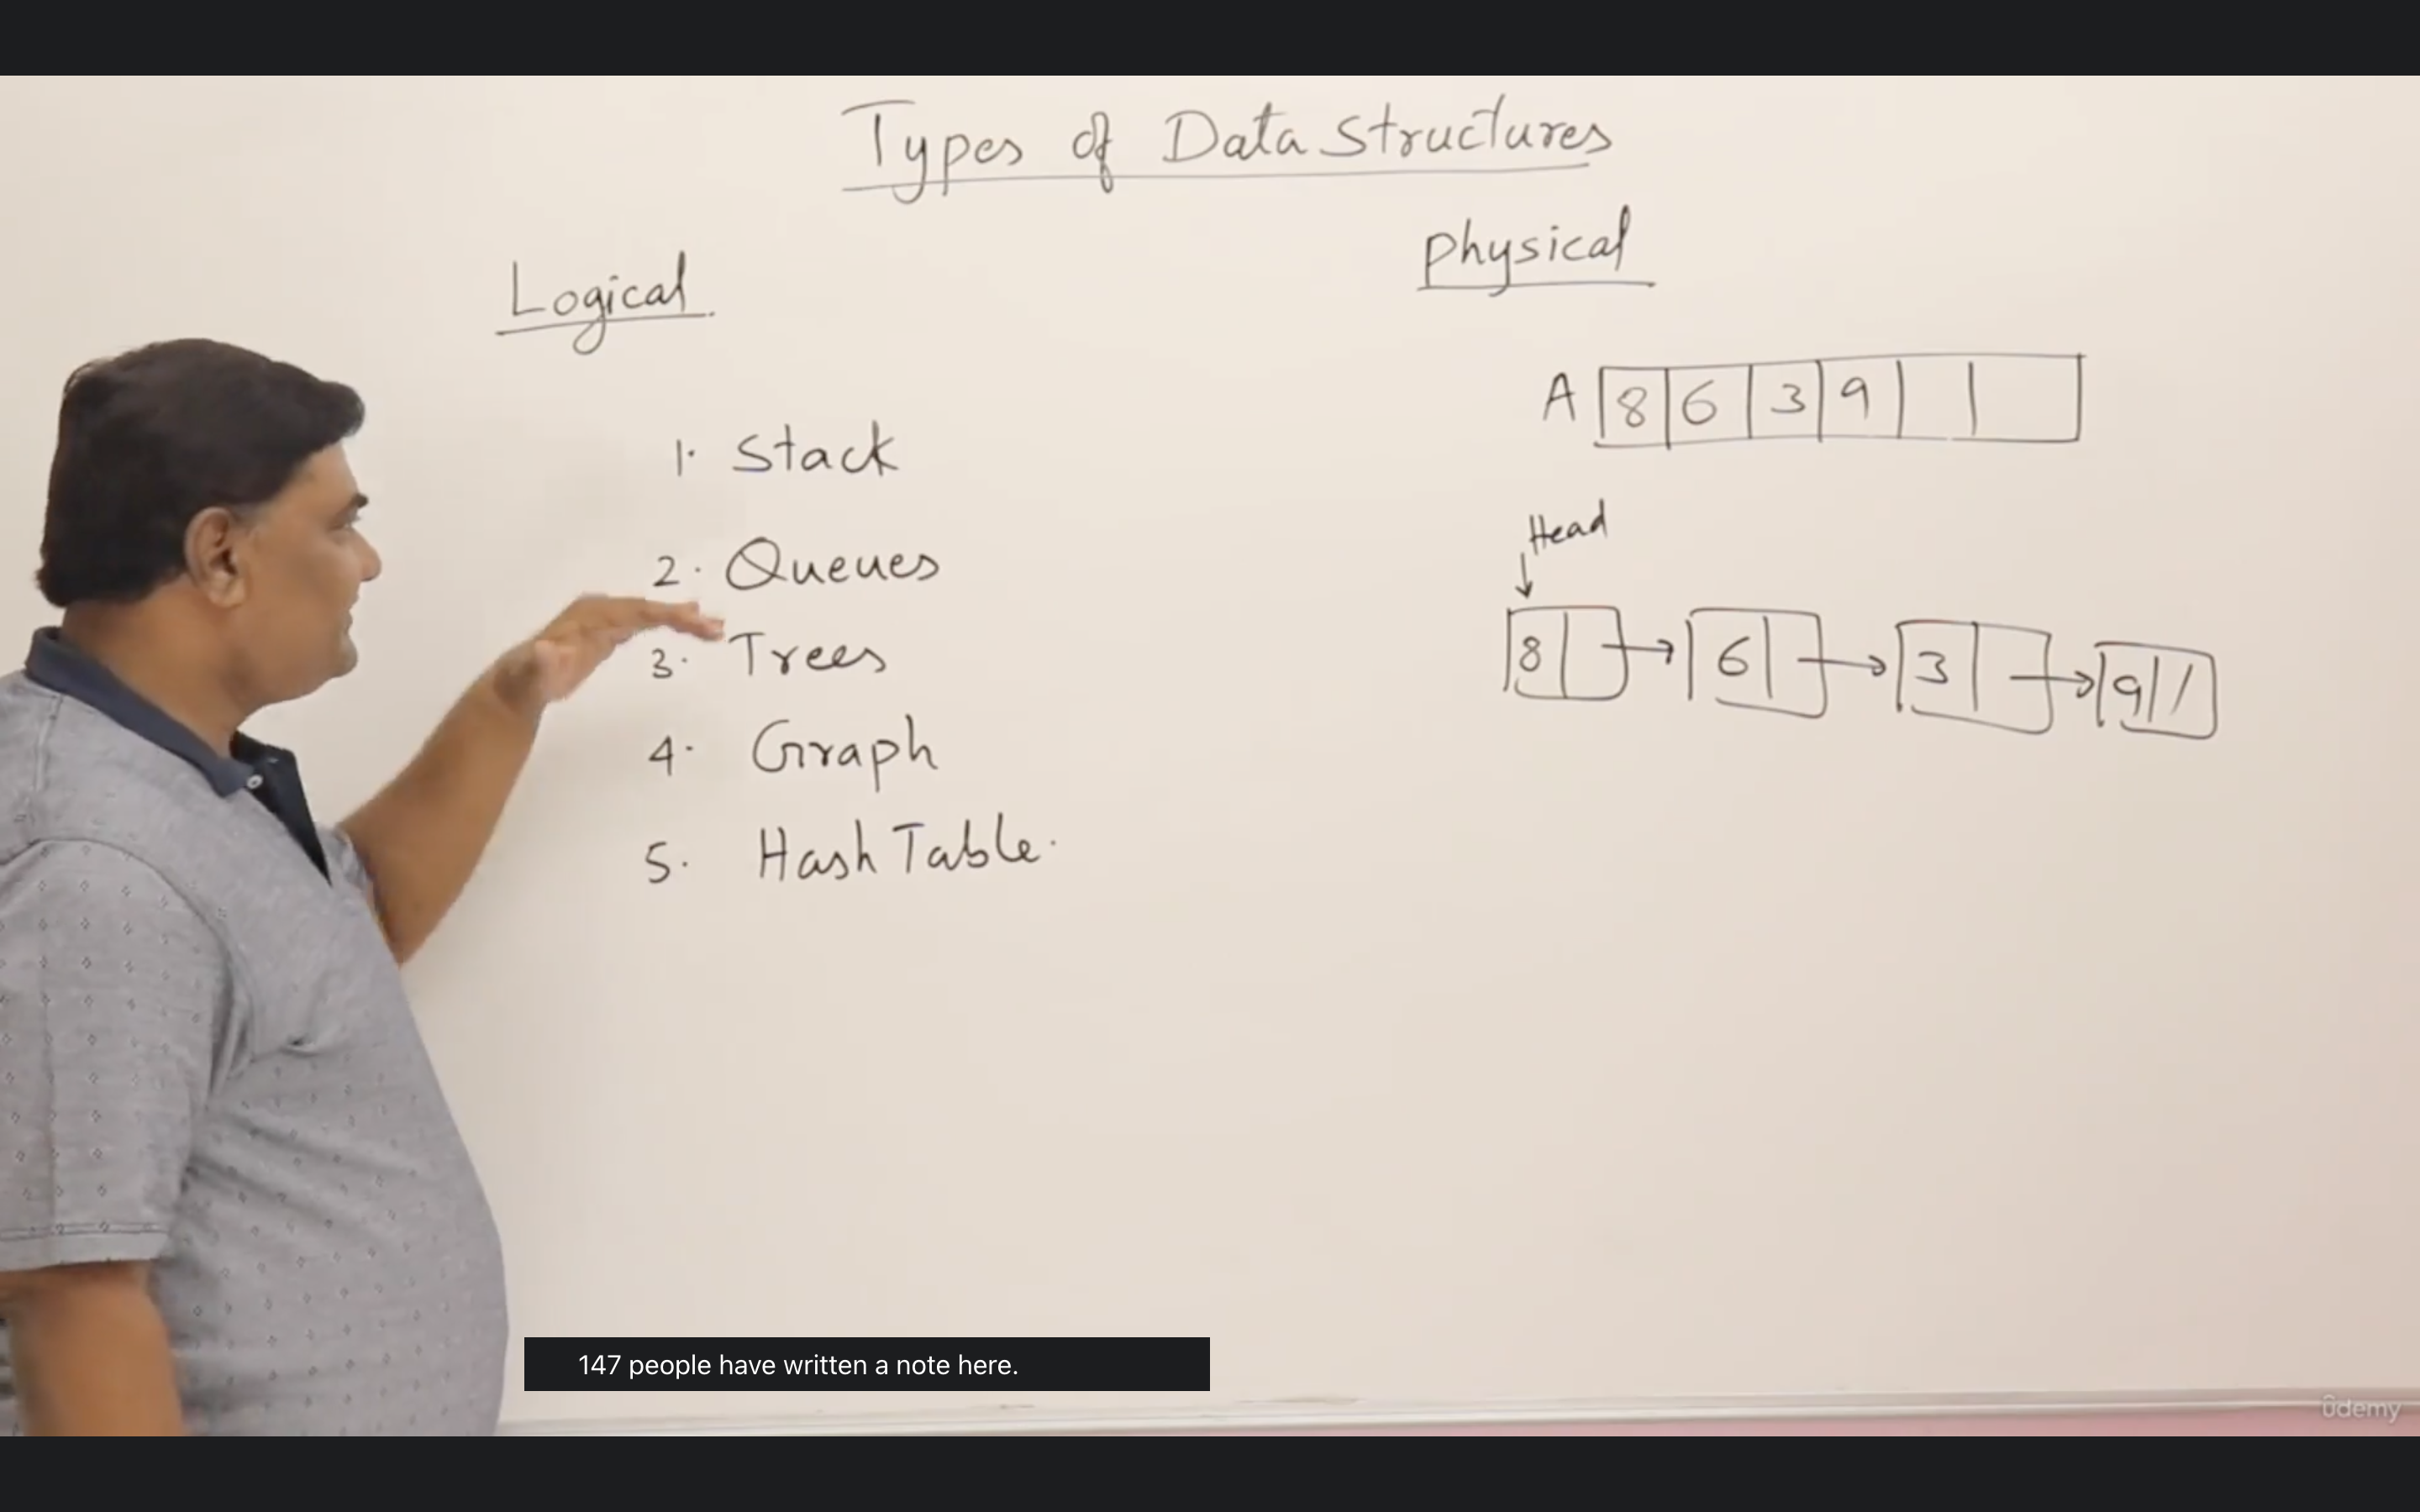 Types of Data Structures
Logical
1. Stack
2. Queues
3. Trees
4. Graph
5. Hash Table.
physical
A 8 6 3 9
Head
8 6 3 9 /
147 people have written a note here.
ûdemy